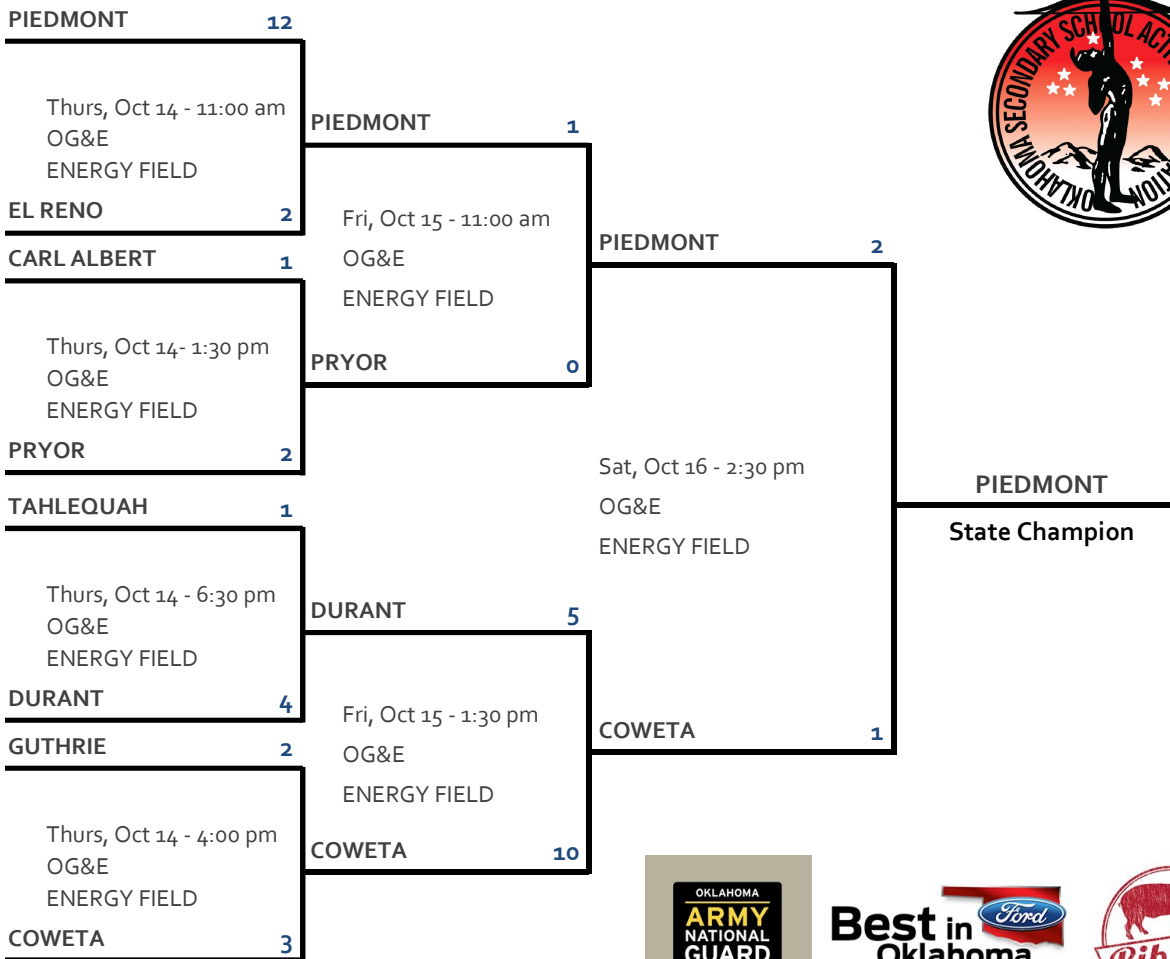 PIEDMONT 12
Thurs, Oct 14 - 11:00 am
OG&E
ENERGY FIELD
EL RENO 2
CARL ALBERT 1
Thurs, Oct 14- 1:30 pm
OG&E
ENERGY FIELD
PRYOR 2
TAHLEQUAH 1
Thurs, Oct 14 - 6:30 pm
OG&E
ENERGY FIELD
DURANT 4
GUTHRIE 2
Thurs, Oct 14 - 4:00 pm
OG&E
ENERGY FIELD
COWETA 3
PIEDMONT 1
Fri, Oct 15 - 11:00 am
OG&E
ENERGY FIELD
PRYOR 0
DURANT 5
Fri, Oct 15 - 1:30 pm
OG&E
ENERGY FIELD
COWETA 10
PIEDMONT 2
Sat, Oct 16 - 2:30 pm
OG&E
ENERGY FIELD
COWETA 1
PIEDMONT
State Champion
OKLAHOMA SECONDARY SCHOOL
OKLAHOMA
ARMY
NATIONAL
GUARD
Best in
Ford
Oklahoma